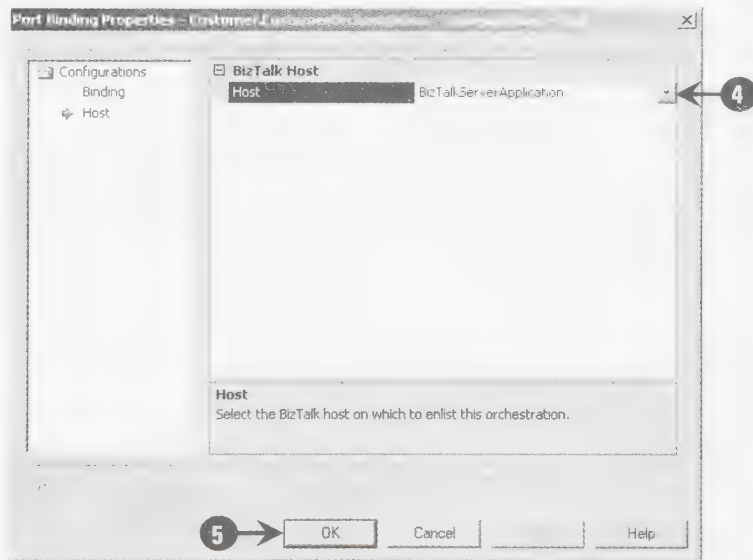 Port Binding Properties - Customer
Configurations
Binding
Host
BizTalk Host
Host BizTalkServerApplication
4
Host
Select the BizTalk host on which to enlist this orchestration.
5 OK Cancel Help